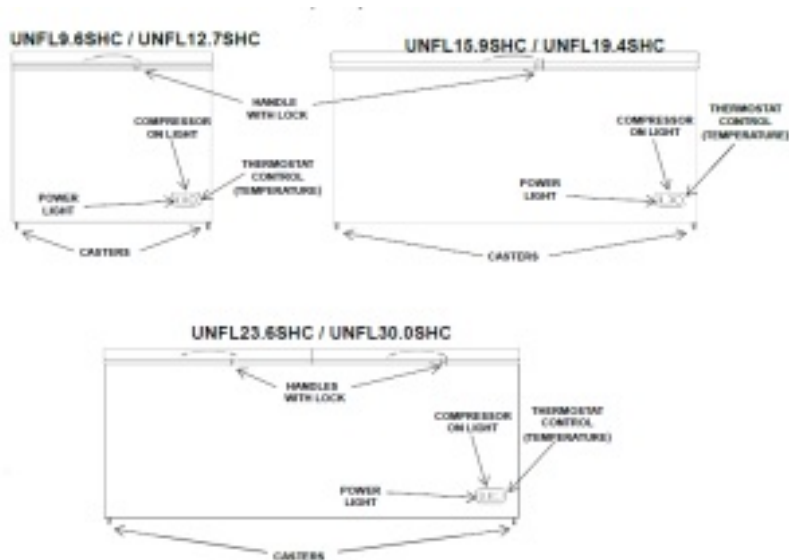 UNFL9.6SHC / UNFL12.7SHC
UNFL15.9SHC / UNFL19.4SHC
HANDLE
WITH LOCK
COMPRESSOR
ON LIGHT
THERMOSTAT
CONTROL
(TEMPERATURE)
POWER
LIGHT
CASTERS
COMPRESSOR
ON LIGHT
THERMOSTAT
CONTROL
(TEMPERATURE)
POWER
LIGHT
CASTERS
UNFL23.6SHC / UNFL30.0SHC
HANDLES
WITH LOCK
COMPRESSOR
ON LIGHT
THERMOSTAT
CONTROL
(TEMPERATURE)
POWER
LIGHT
CASTERS